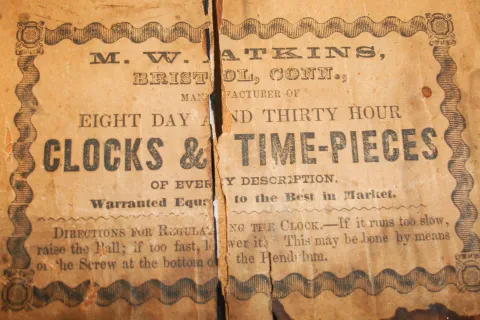 M. W. ATKINS,
BRISTOL, CONN.,
MANUFACTURER OF
EIGHT DAY AND THIRTY HOUR
CLOCKS & TIME-PIECES
OF EVERY DESCRIPTION.
Warranted Equal to the Best in Market.
DIRECTIONS FOR REGULATING THE CLOCK.—If it runs too slow,
raise the Ball; if too fast, lower it. This may be done by means
of the Screw at the bottom of the Pendulum.